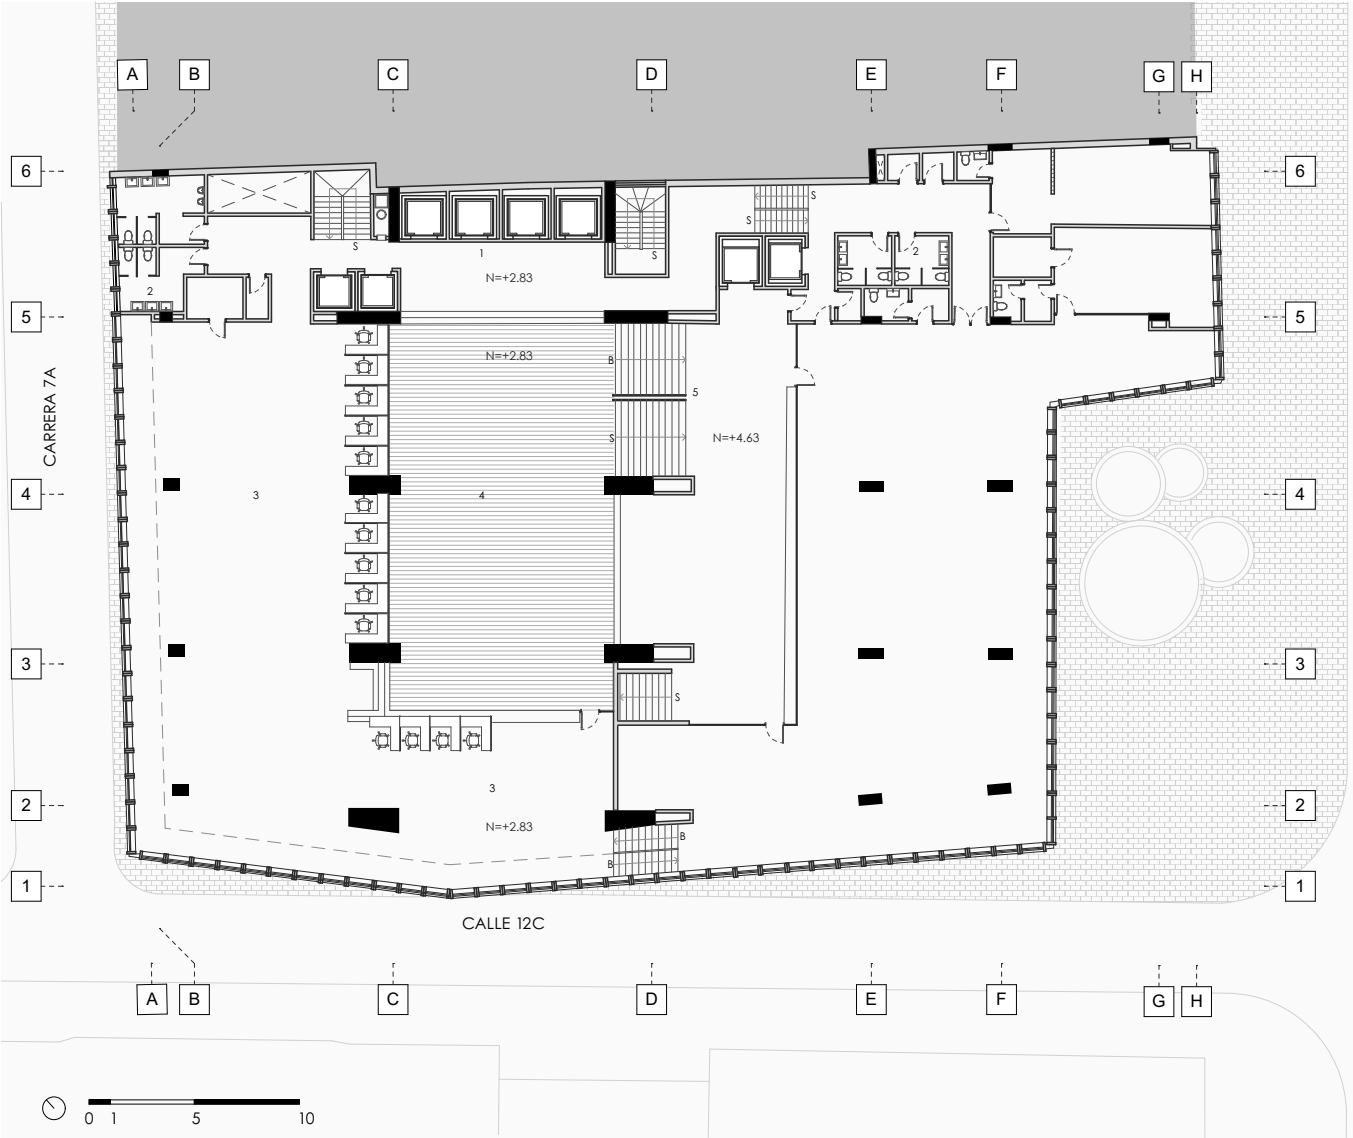 A B C D E F G H
6 6
S
S
S
1
S
2
N=+2.83
2
5 5
N=+2.83
B
5
CARRERA 7A
S
N=+4.63
4 3 4 4
3 3
S
3
2 2
N=+2.83
B
B
1 1
CALLE 12C
A B C D E F G H
0 1 5 10